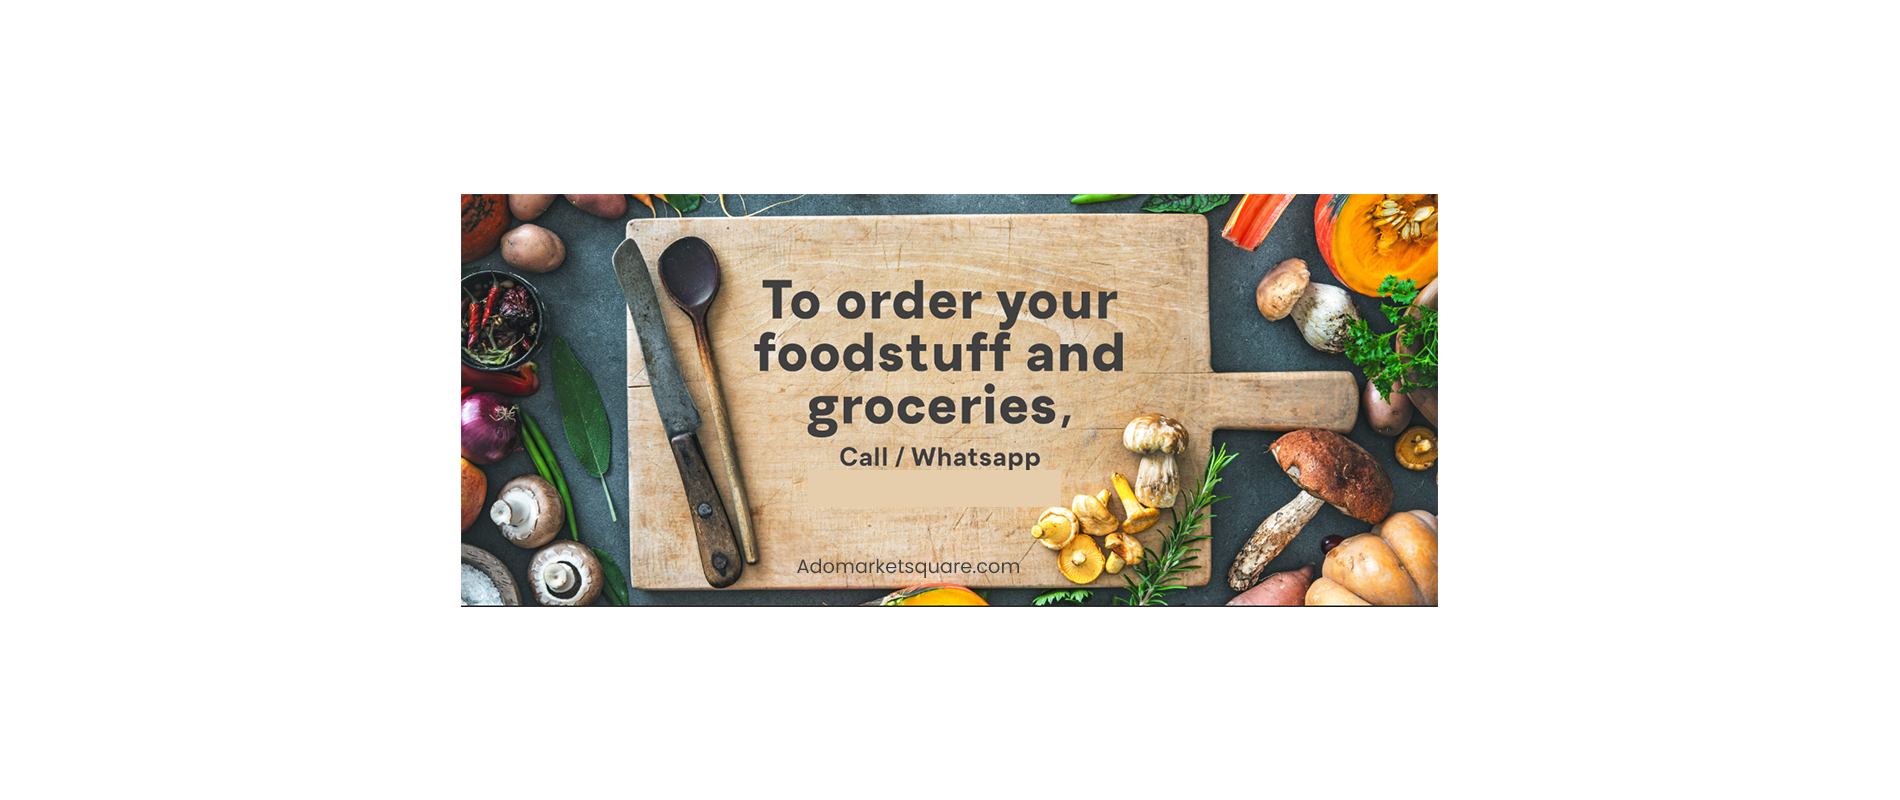 To order your
foodstuff and
groceries,
Call / Whatsapp
Adomarketsquare.com